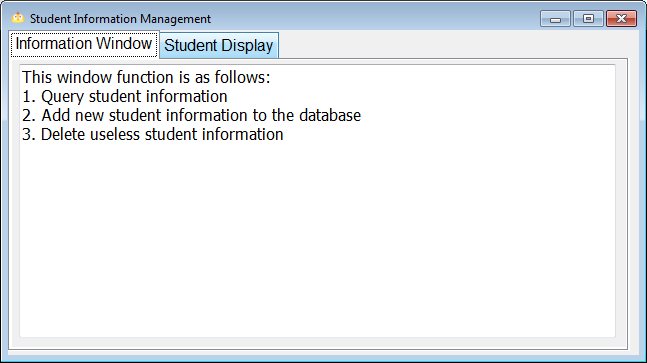 Student Information Management
Information Window
Student Display
This window function is as follows:
1. Query student information
2. Add new student information to the database
3. Delete useless student information